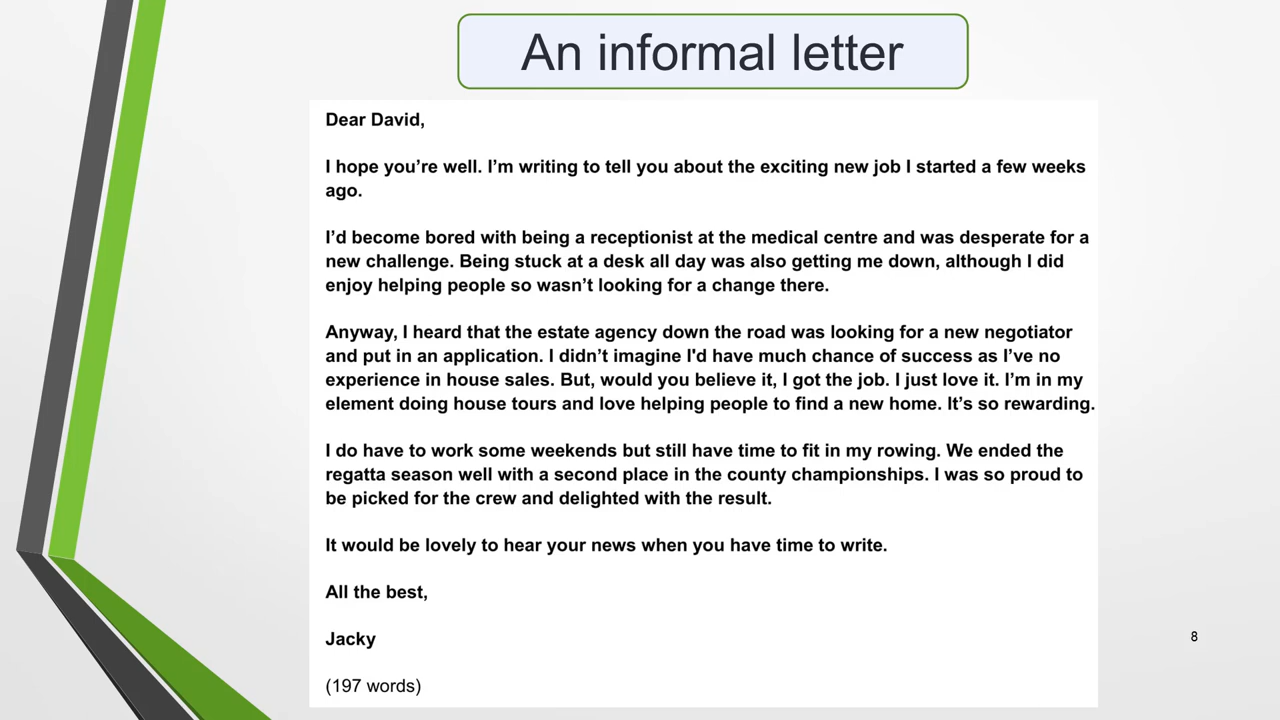 An informal letter
Dear David,
I hope you’re well. I’m writing to tell you about the exciting new job I started a few weeks
ago.
I’d become bored with being a receptionist at the medical centre and was desperate for a
new challenge. Being stuck at a desk all day was also getting me down, although I did
enjoy helping people so wasn’t looking for a change there.
Anyway, I heard that the estate agency down the road was looking for a new negotiator
and put in an application. I didn’t imagine I'd have much chance of success as I’ve no
experience in house sales. But, would you believe it, I got the job. I just love it. I’m in my
element doing house tours and love helping people to find a new home. It’s so rewarding.
I do have to work some weekends but still have time to fit in my rowing. We ended the
regatta season well with a second place in the county championships. I was so proud to
be picked for the crew and delighted with the result.
It would be lovely to hear your news when you have time to write.
All the best,
Jacky
8
(197 words)